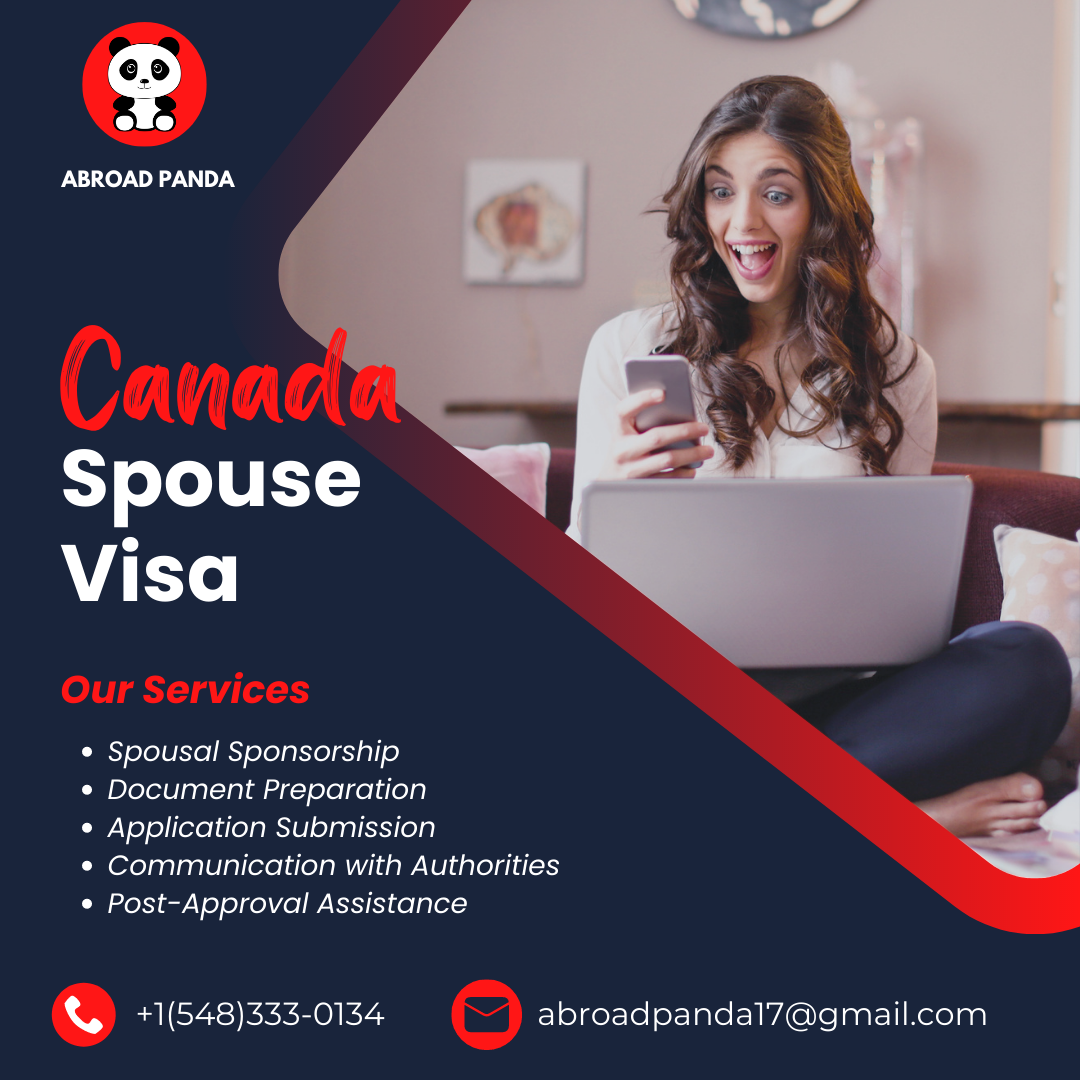 ABROAD PANDA
Canada
Spouse
Visa
Our Services
• Spousal Sponsorship
• Document Preparation
• Application Submission
• Communication with Authorities
• Post-Approval Assistance
+1(548)333-0134
abroadpanda17@gmail.com